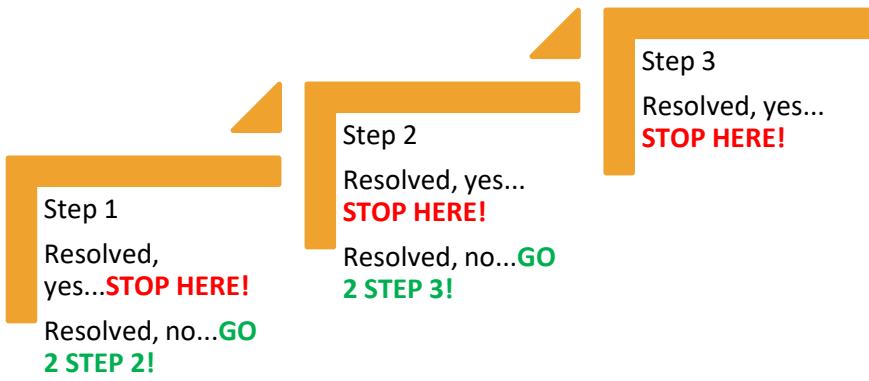 Step 1
Resolved,
yes...STOP HERE!
Resolved, no...GO
2 STEP 2!
Step 2
Resolved, yes...
STOP HERE!
Resolved, no...GO
2 STEP 3!
Step 3
Resolved, yes...
STOP HERE!